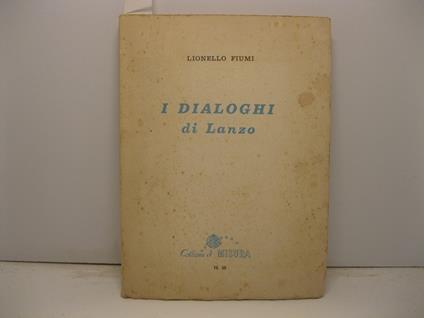 LIONELLO FIUMI
I DIALOGHI
di Lanzo
Collana di MISURA